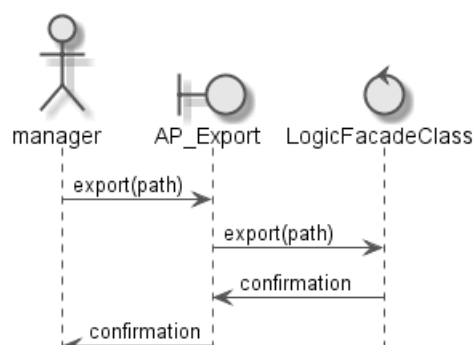 manager
AP_Export
LogicFacadeClass
export(path)
export(path)
confirmation
confirmation